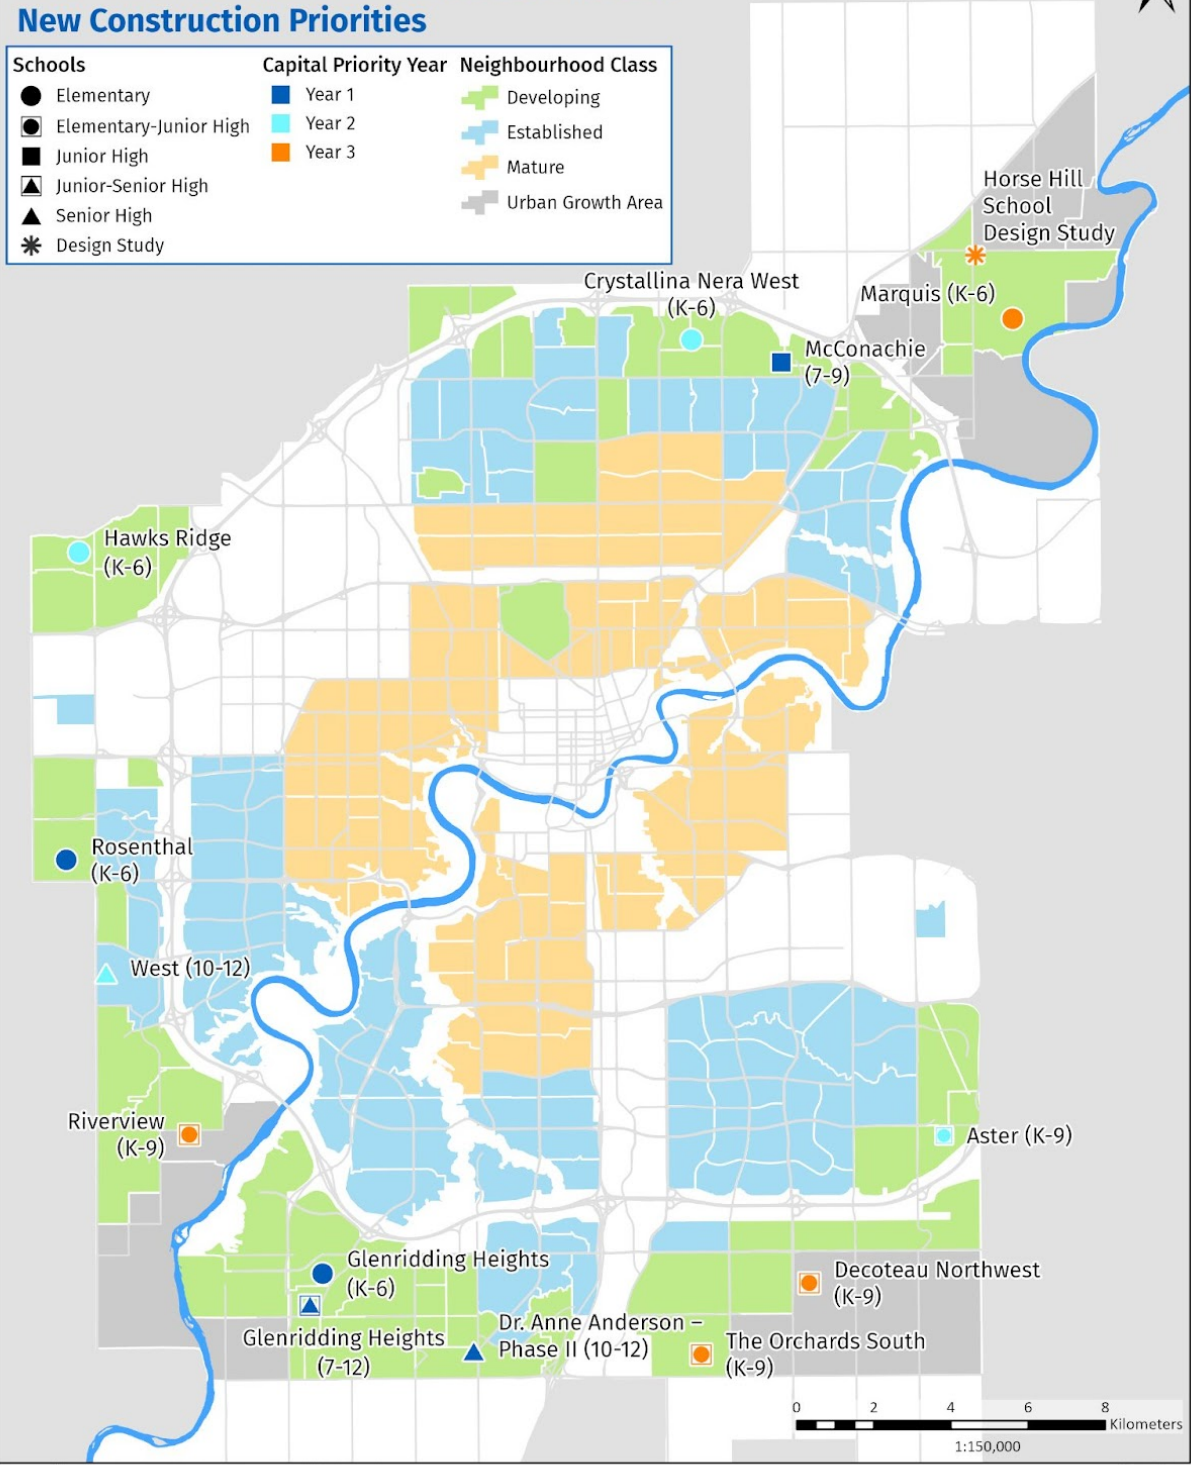 New Construction Priorities
Schools
Elementary
Elementary-Junior High
Junior High
Junior-Senior High
Senior High
Design Study
Capital Priority Year
Year 1
Year 2
Year 3
Neighbourhood Class
Developing
Established
Mature
Urban Growth Area
Horse Hill
School
Design Study
Crystallina Nera West
(K-6)
Marquis (K-6)
McConachie
(7-9)
Hawks Ridge
(K-6)
Rosenthal
(K-6)
West (10-12)
Riverview
(K-9)
Aster (K-9)
Glenridding Heights
(K-6)
Decoteau Northwest
(K-9)
Glenridding Heights
(7-12)
Dr. Anne Anderson –
Phase II (10-12)
The Orchards South
(K-9)
0 2 4 6 8
Kilometers
1:150,000